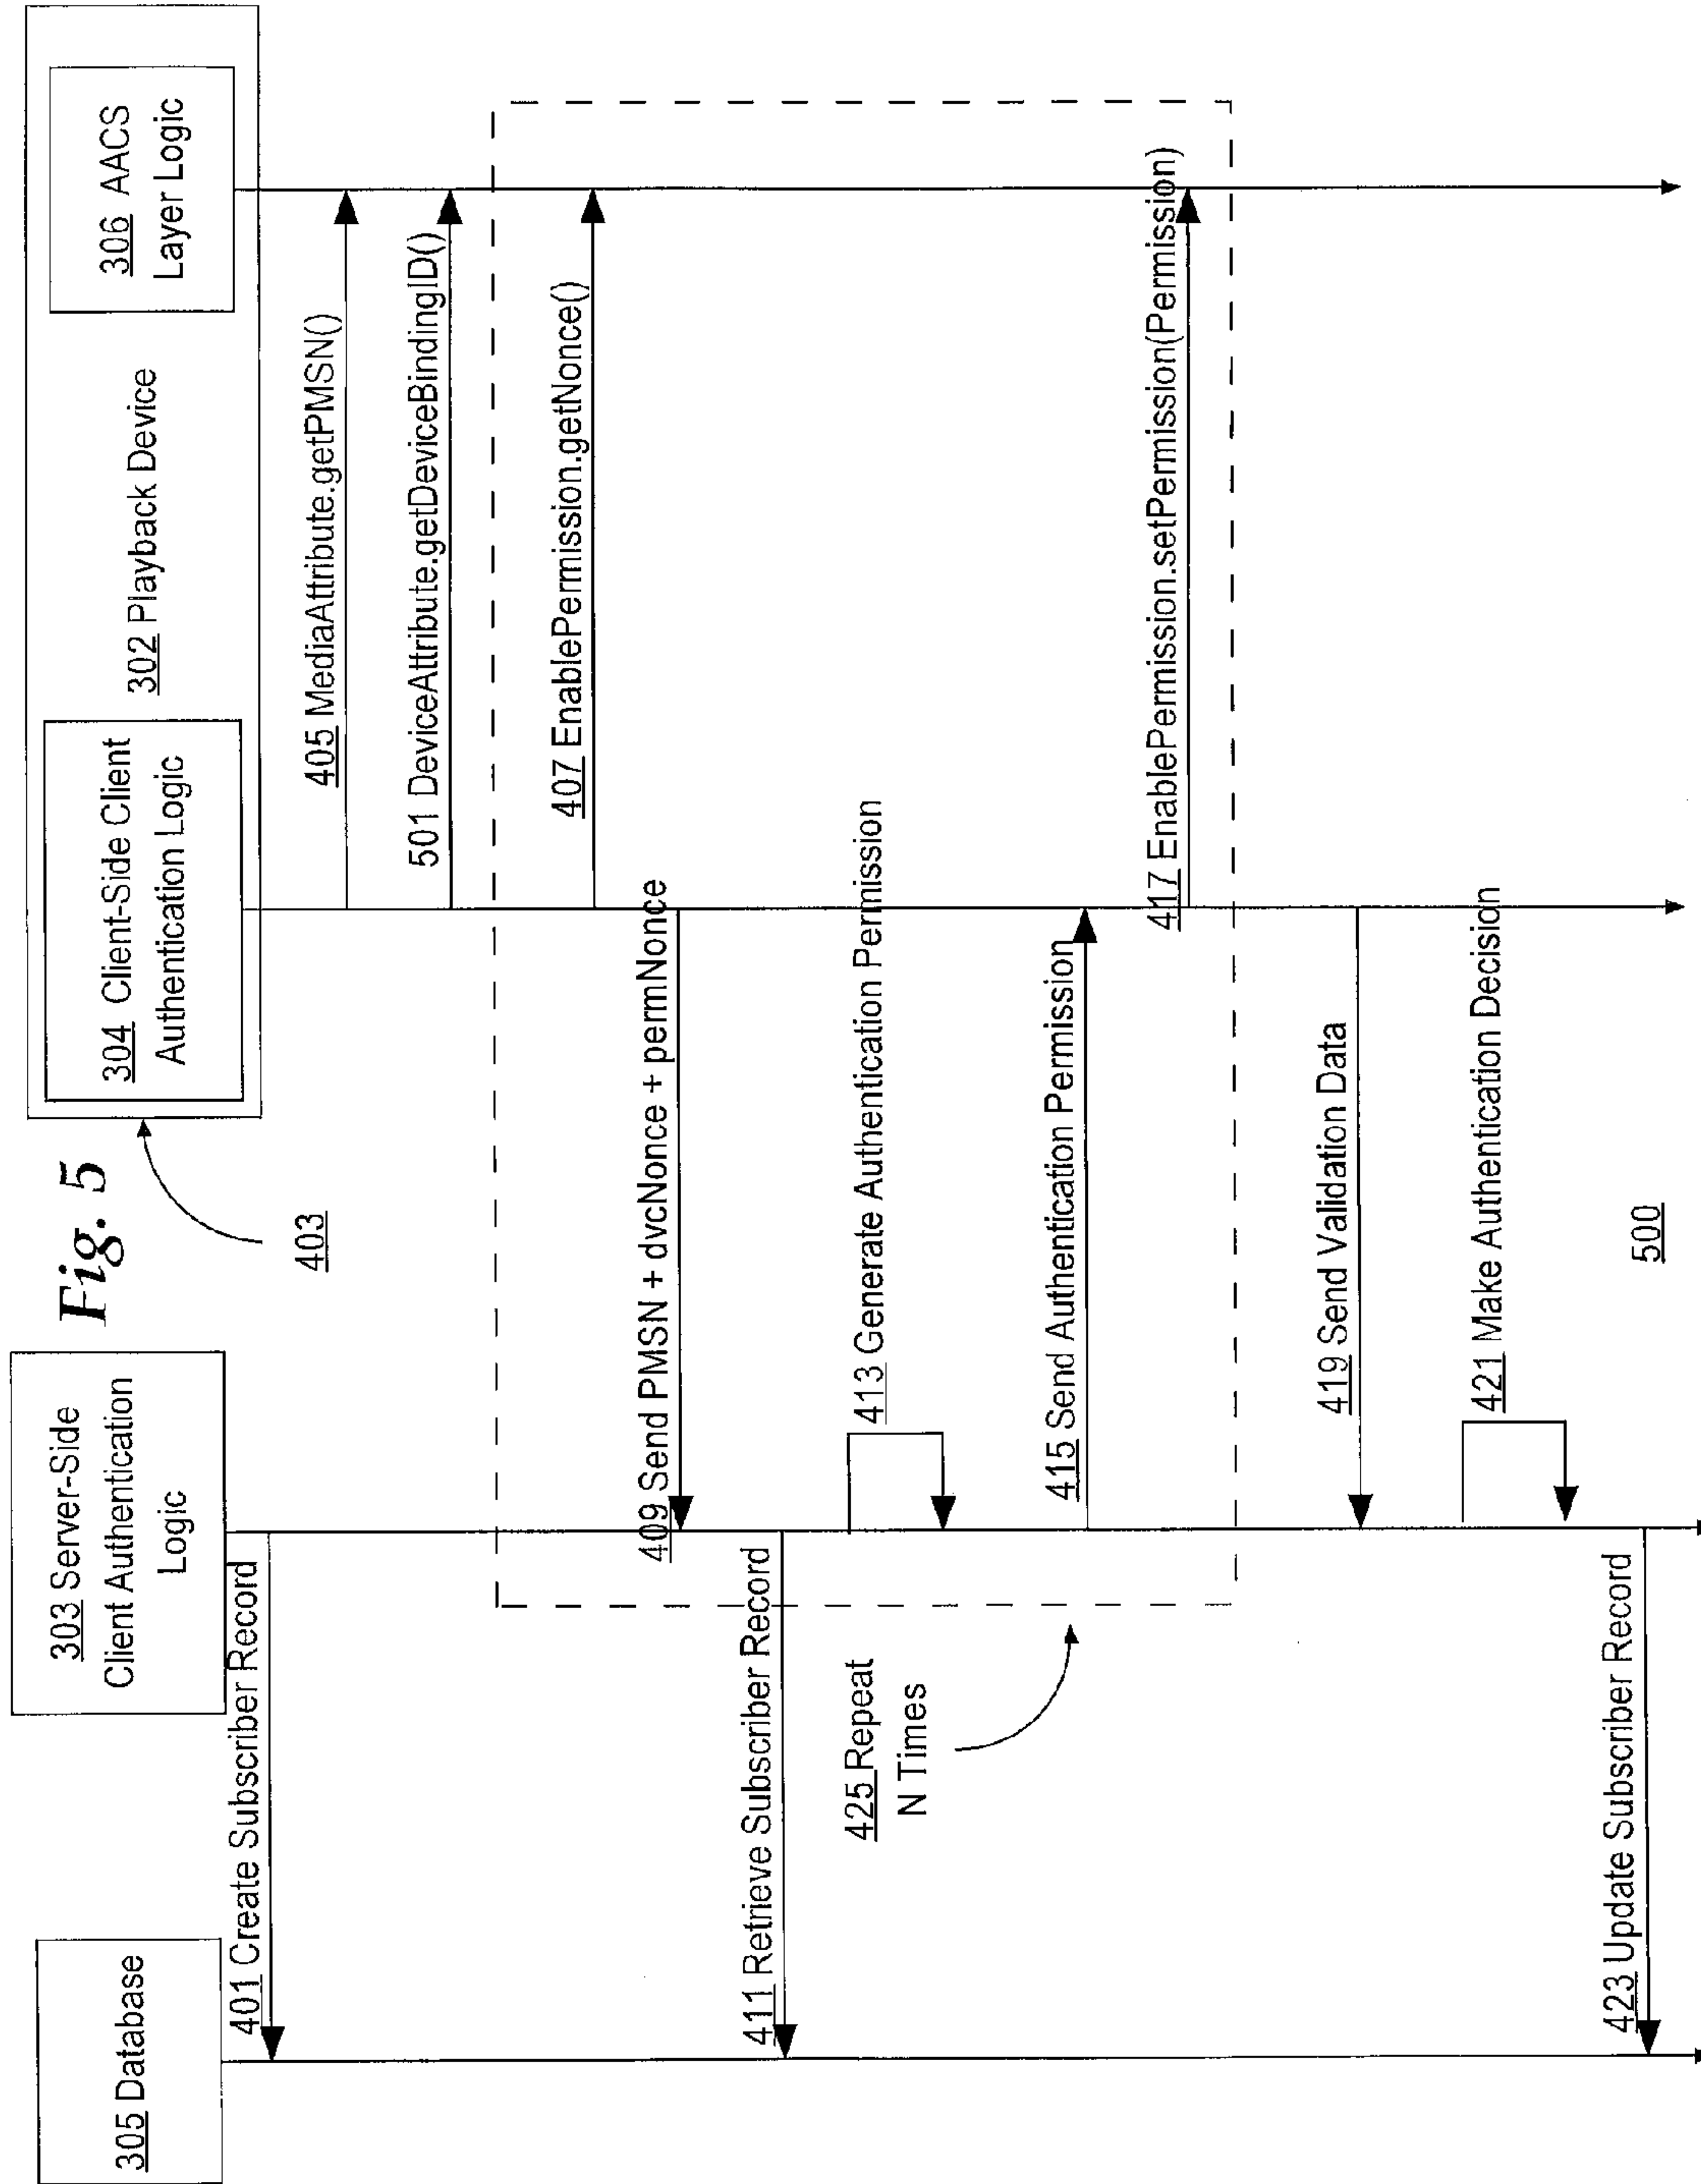 Fig. 5
305 Database
303 Server-Side
Client Authentication
Logic
304 Client-Side Client
Authentication Logic
302 Playback Device
306 AACS
Layer Logic
403
401 Create Subscriber Record
405 MediaAttribute.getPMSN()
501 DeviceAttribute.getDeviceBindingID()
407 EnablePermission.getNonce()
409 Send PMSN + dvcNonce + permNonce
411 Retrieve Subscriber Record
413 Generate Authentication Permission
415 Send Authentication Permission
417 EnablePermission.setPermission(Permission)
425 Repeat
N Times
419 Send Validation Data
421 Make Authentication Decision
423 Update Subscriber Record
500